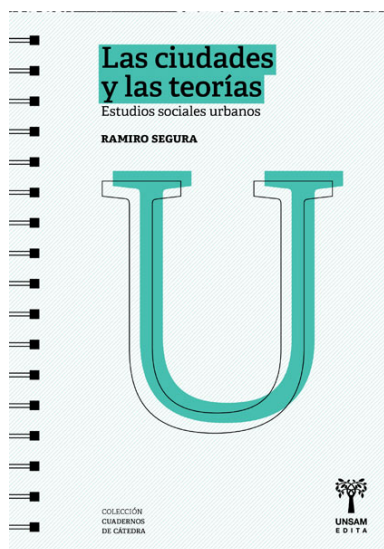 Las ciudades
y las teorías
Estudios sociales urbanos
RAMIRO SEGURA
U
COLECCIÓN
CUADERNOS
DE CÁTEDRA
UNSAM
EDITA